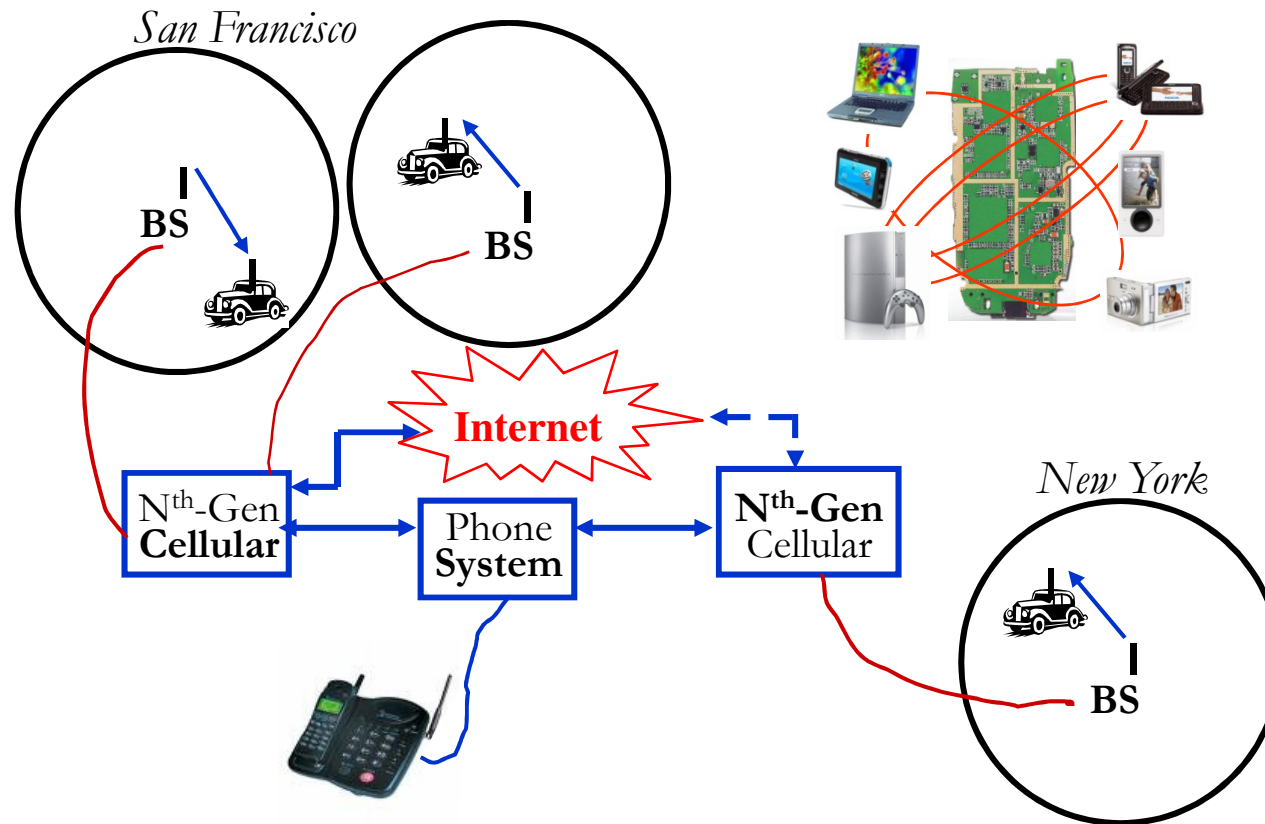 San Francisco
BS
BS
Internet
Nth-Gen
Cellular
Phone
System
Nth-Gen
Cellular
New York
BS